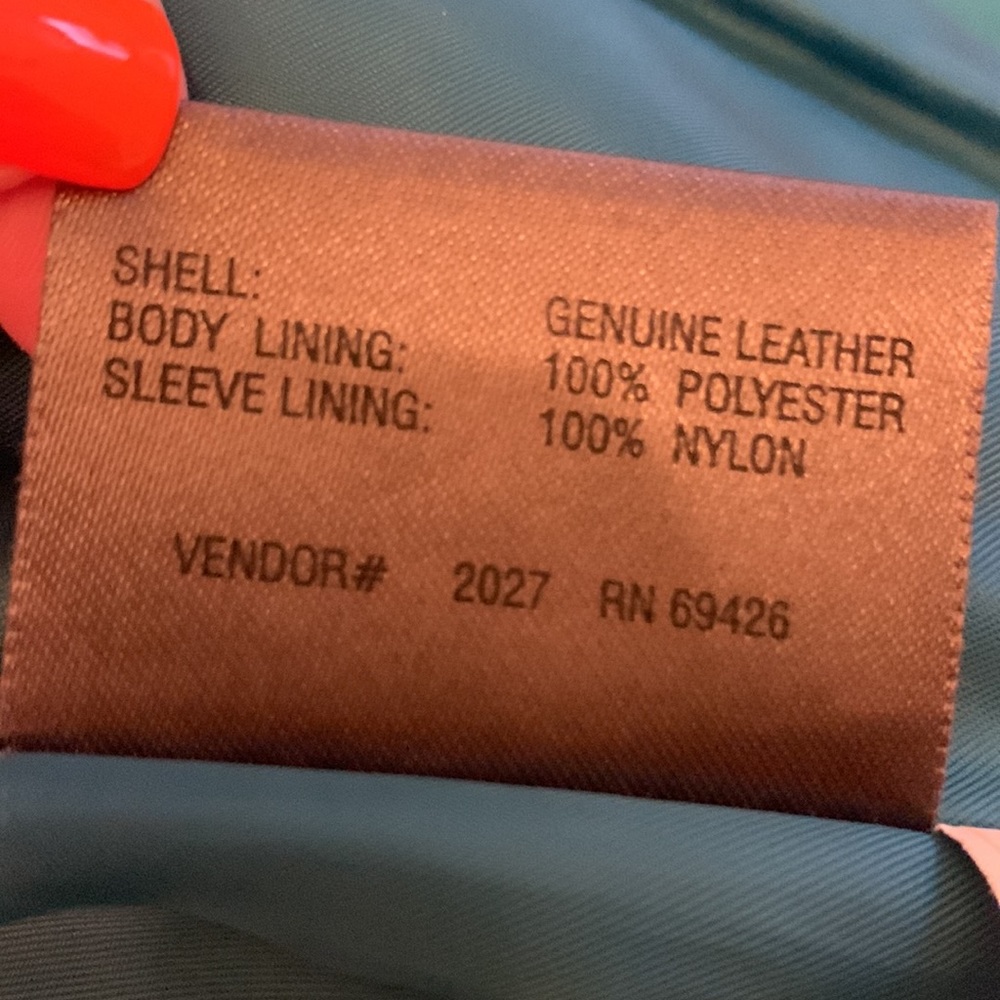 SHELL: GENUINE LEATHER
BODY LINING: 100% POLYESTER
SLEEVE LINING: 100% NYLON
VENDOR# 2027 RN 69426